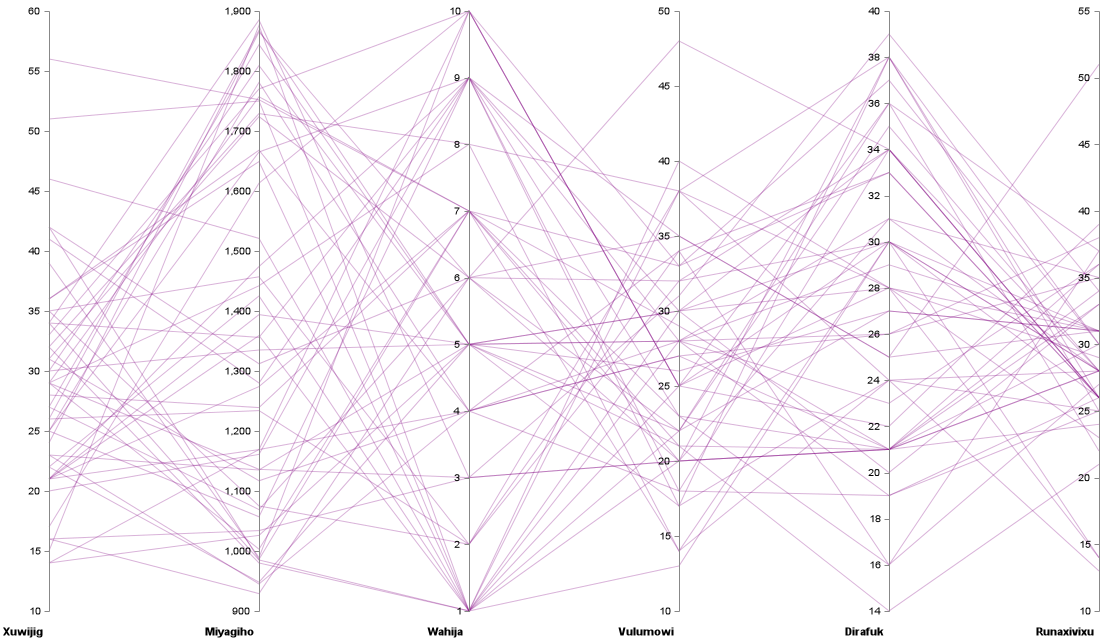 60 1,900 10 50 40 55
55 1,800 9 45 38 50
50 1,700 8 40 36 45
45 1,600 7 35 34 40
40 1,500 6 30 32 35
35 1,400 5 25 30 30
30 1,300 4 20 28 25
25 1,200 3 15 26 20
20 1,100 2 10 24 15
15 1,000 1 22 10
10 900 20
18
16
14
Xuwijig Miyagiho Wahija Vulumowi Dirafuk Runaxivixu